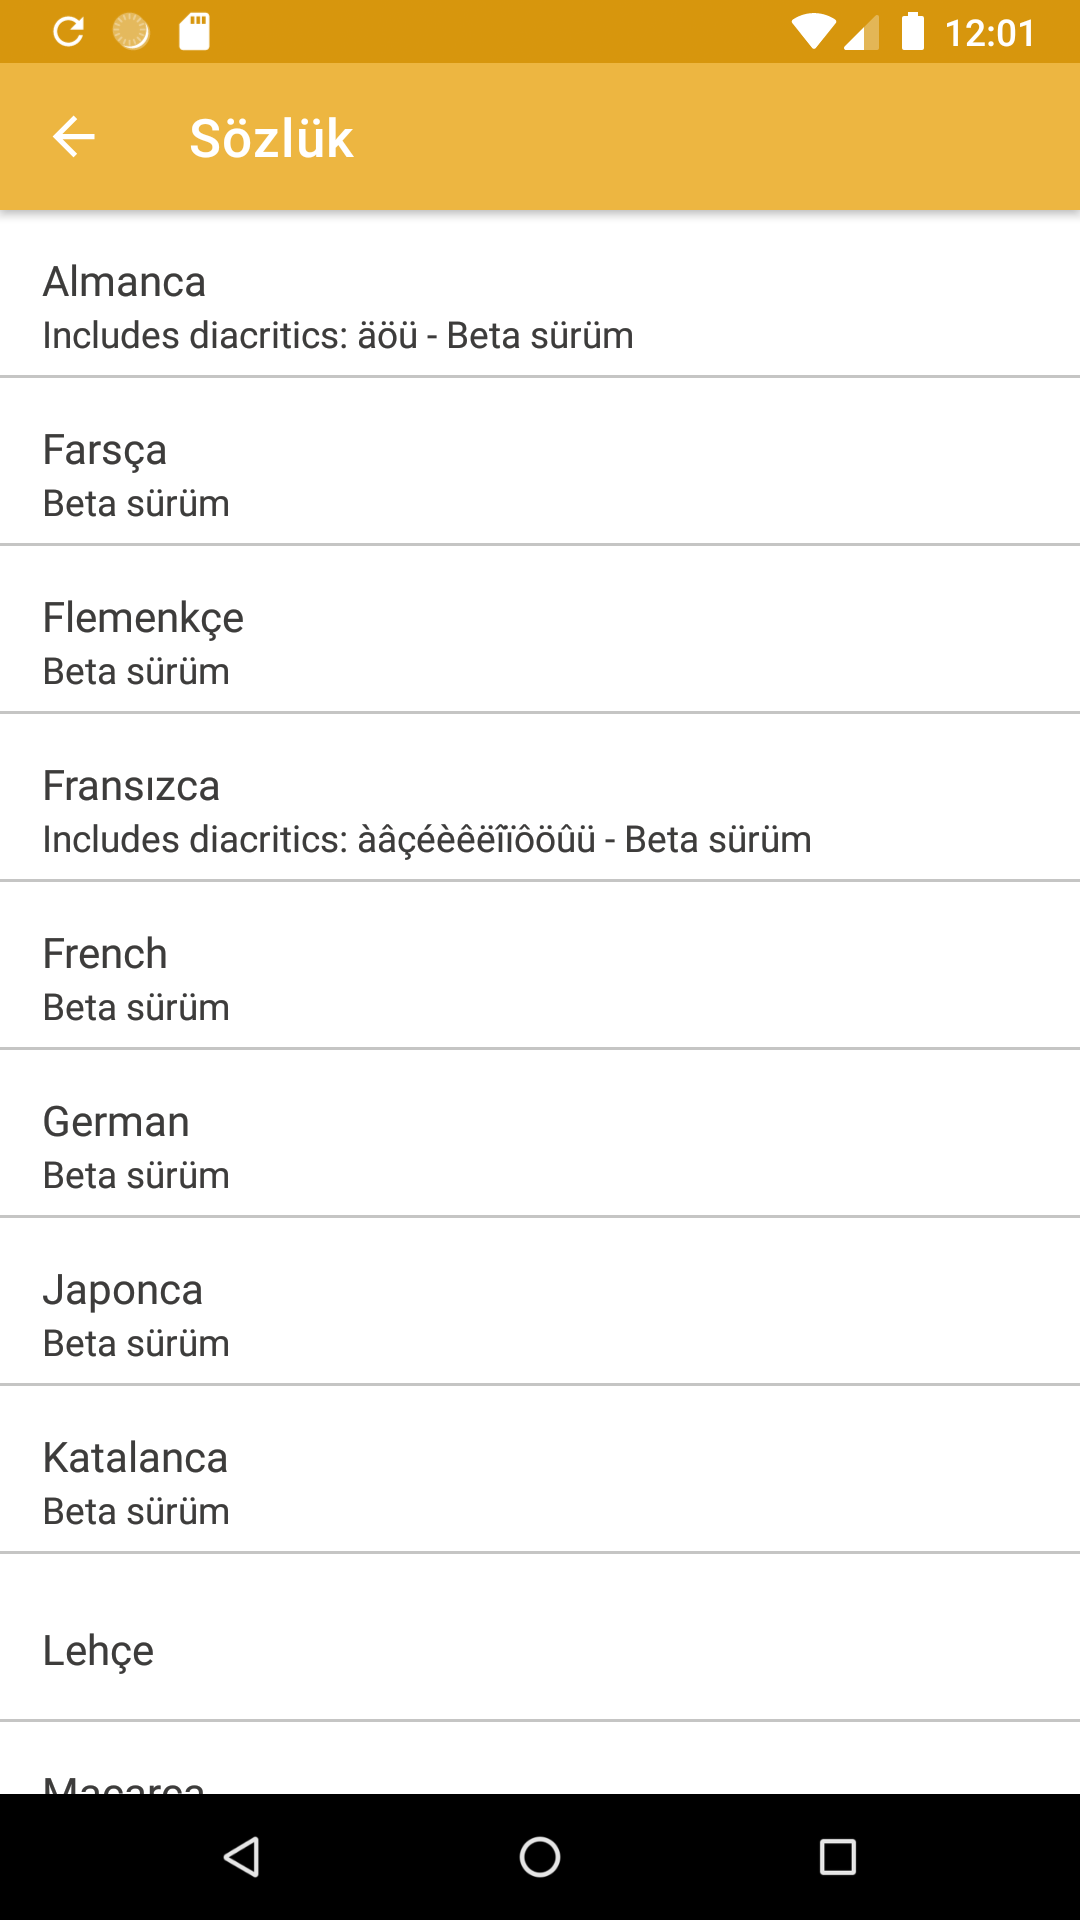 12:01
Sözlük
Almanca
Includes diacritics: äöü - Beta sürüm
Farsça
Beta sürüm
Flemenkçe
Beta sürüm
Fransızca
Includes diacritics: àâçéèêëîïôöûü - Beta sürüm
French
Beta sürüm
German
Beta sürüm
Japonca
Beta sürüm
Katalanca
Beta sürüm
Lehçe
Macarca